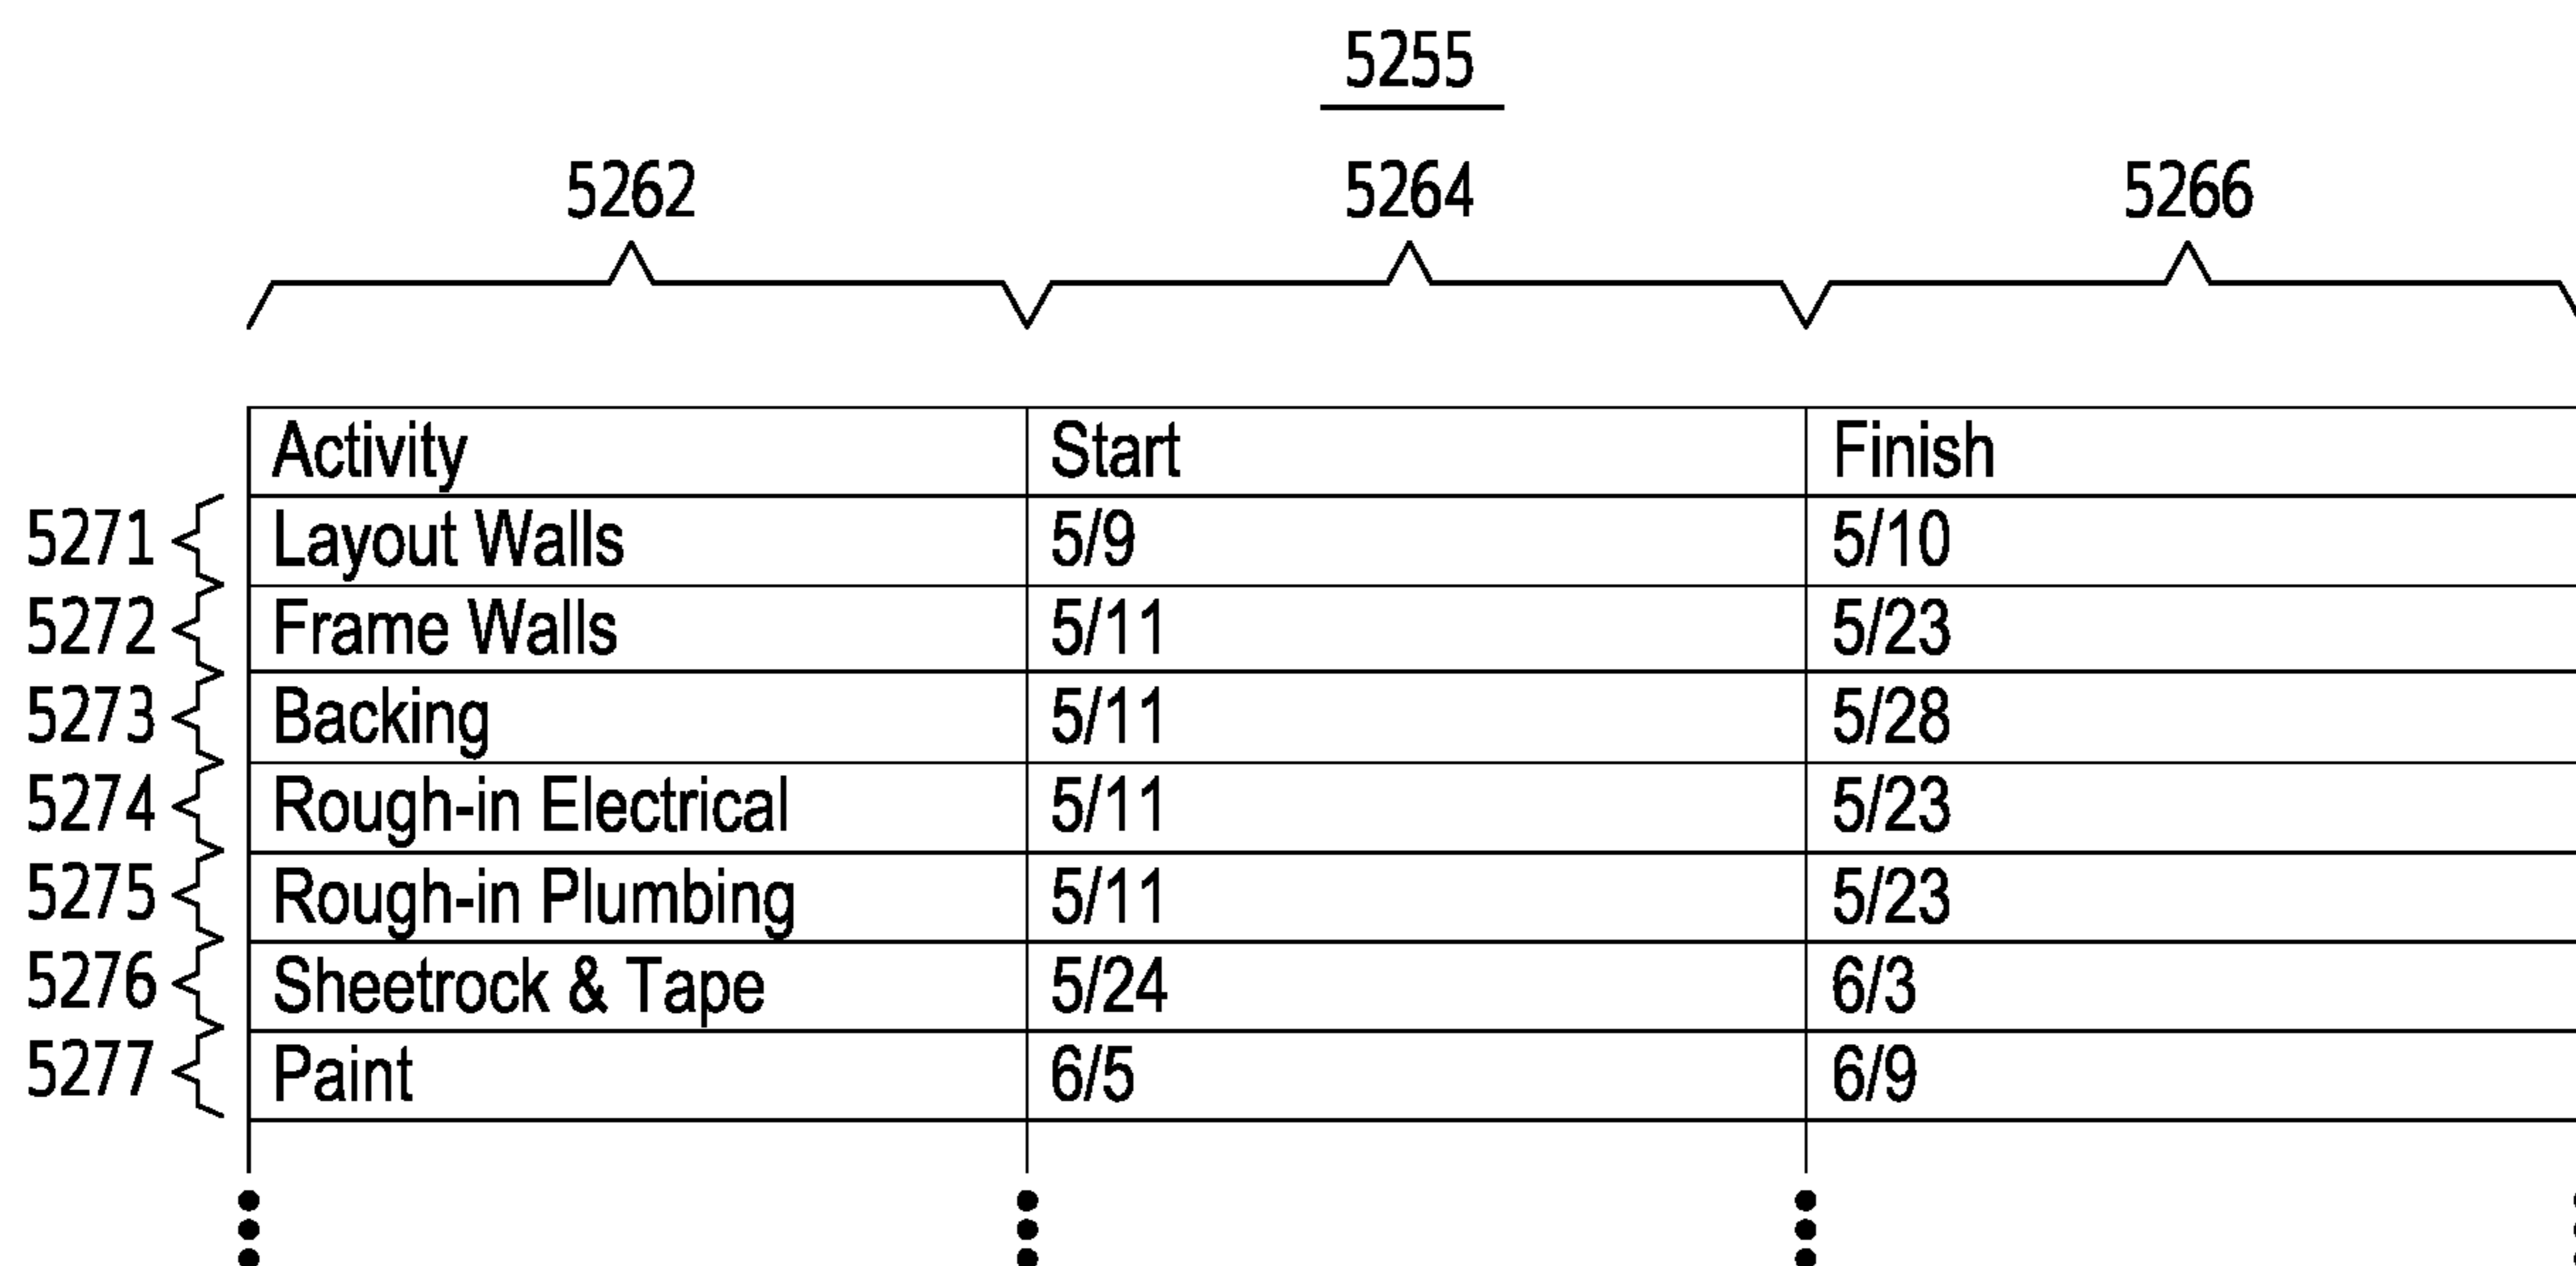 5255
5262 5264 5266
Activity Start Finish
5271 Layout Walls 5/9 5/10
5272 Frame Walls 5/11 5/23
5273 Backing 5/11 5/28
5274 Rough-in Electrical 5/11 5/23
5275 Rough-in Plumbing 5/11 5/23
5276 Sheetrock & Tape 5/24 6/3
5277 Paint 6/5 6/9